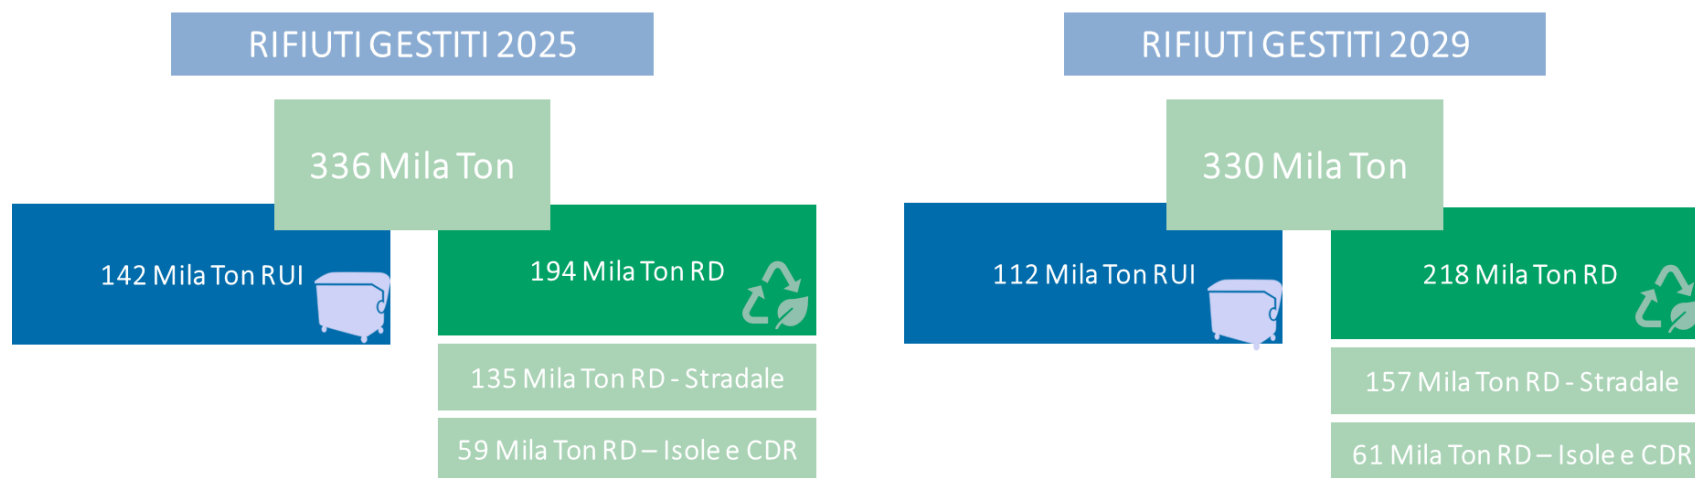 RIFIUTI GESTITI 2025
336 Mila Ton
142 Mila Ton RUI
194 Mila Ton RD
135 Mila Ton RD - Stradale
59 Mila Ton RD – Isole e CDR
RIFIUTI GESTITI 2029
330 Mila Ton
112 Mila Ton RUI
218 Mila Ton RD
157 Mila Ton RD - Stradale
61 Mila Ton RD – Isole e CDR